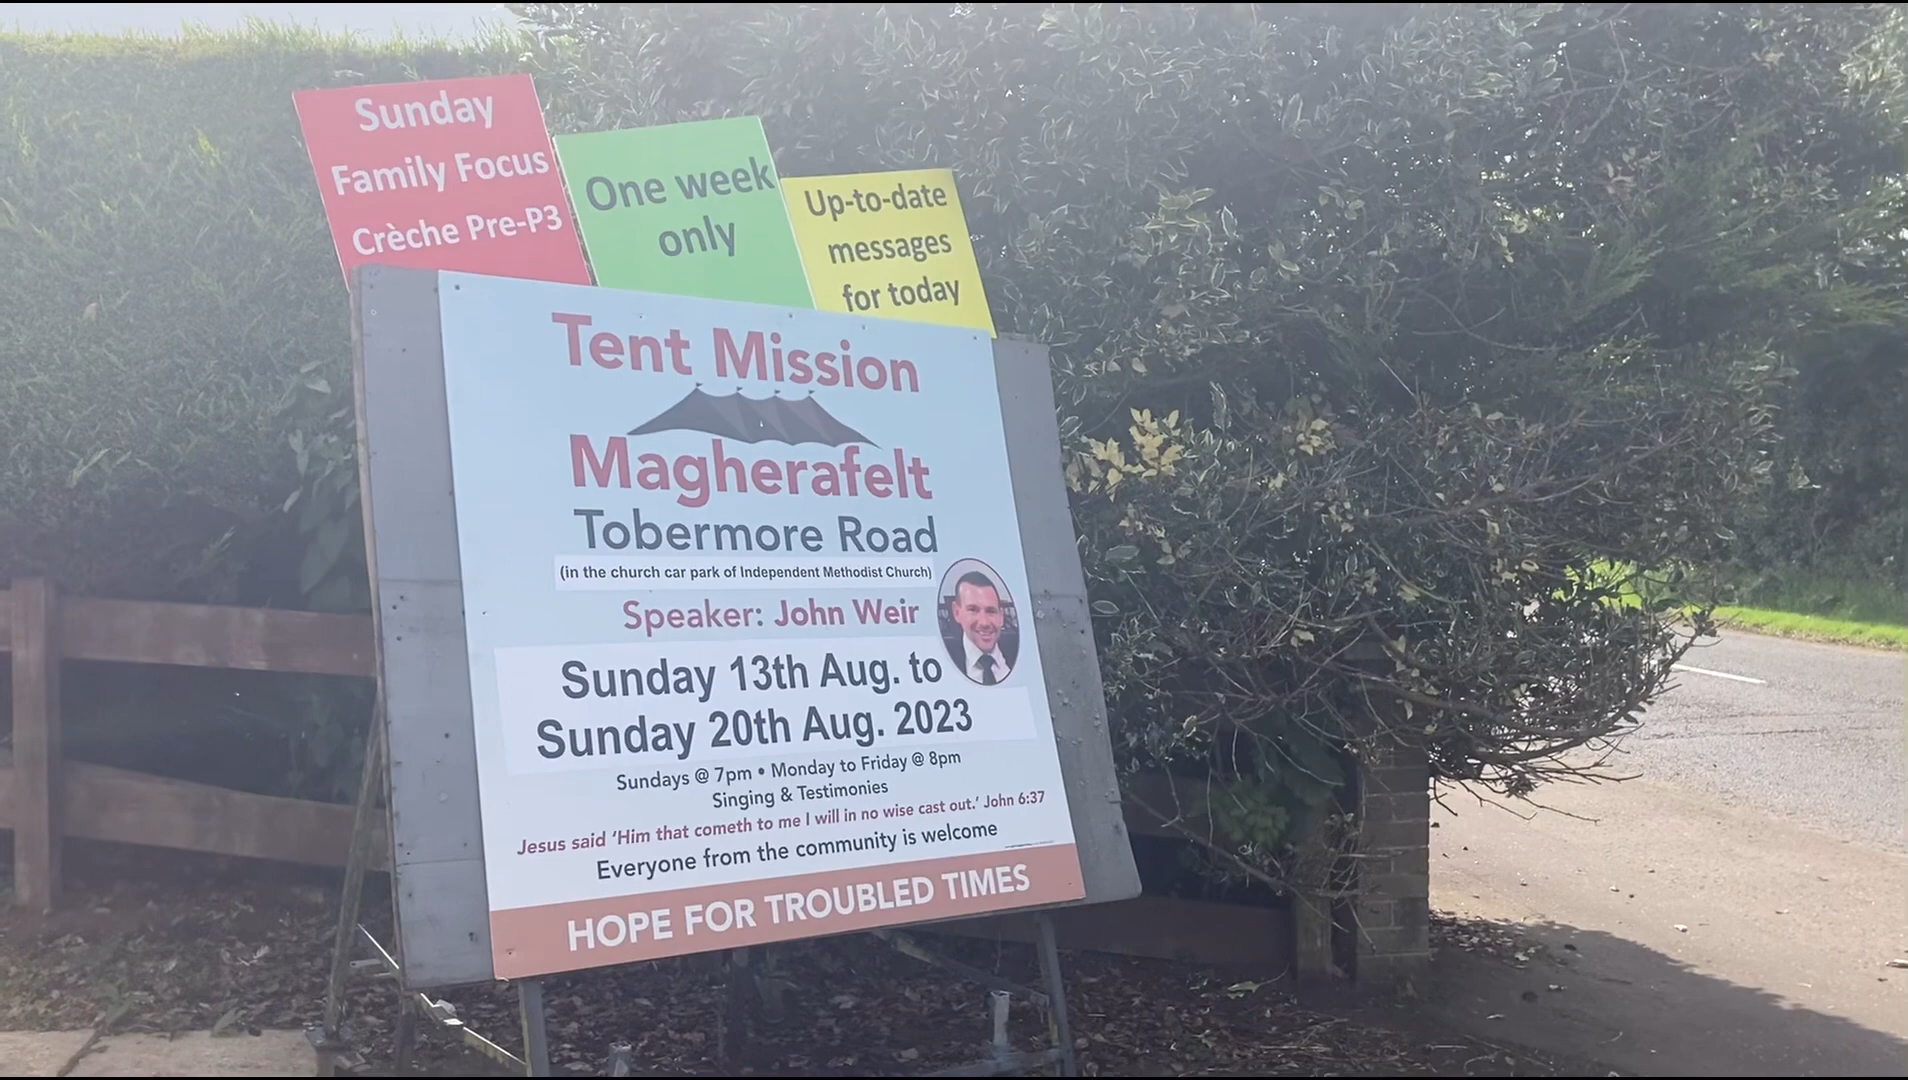 Sunday
Family Focus
Crèche Pre-P3
One week
only
Up-to-date
messages
for today
Tent Mission
Magherafelt
Tobermore Road
(in the church car park of Independent Methodist Church)
Speaker: John Weir
Sunday 13th Aug. to
Sunday 20th Aug. 2023
Sundays @ 7pm • Monday to Friday @ 8pm
Singing & Testimonies
Jesus said ‘Him that cometh to me I will in no wise cast out.’ John 6:37
Everyone from the community is welcome
HOPE FOR TROUBLED TIMES